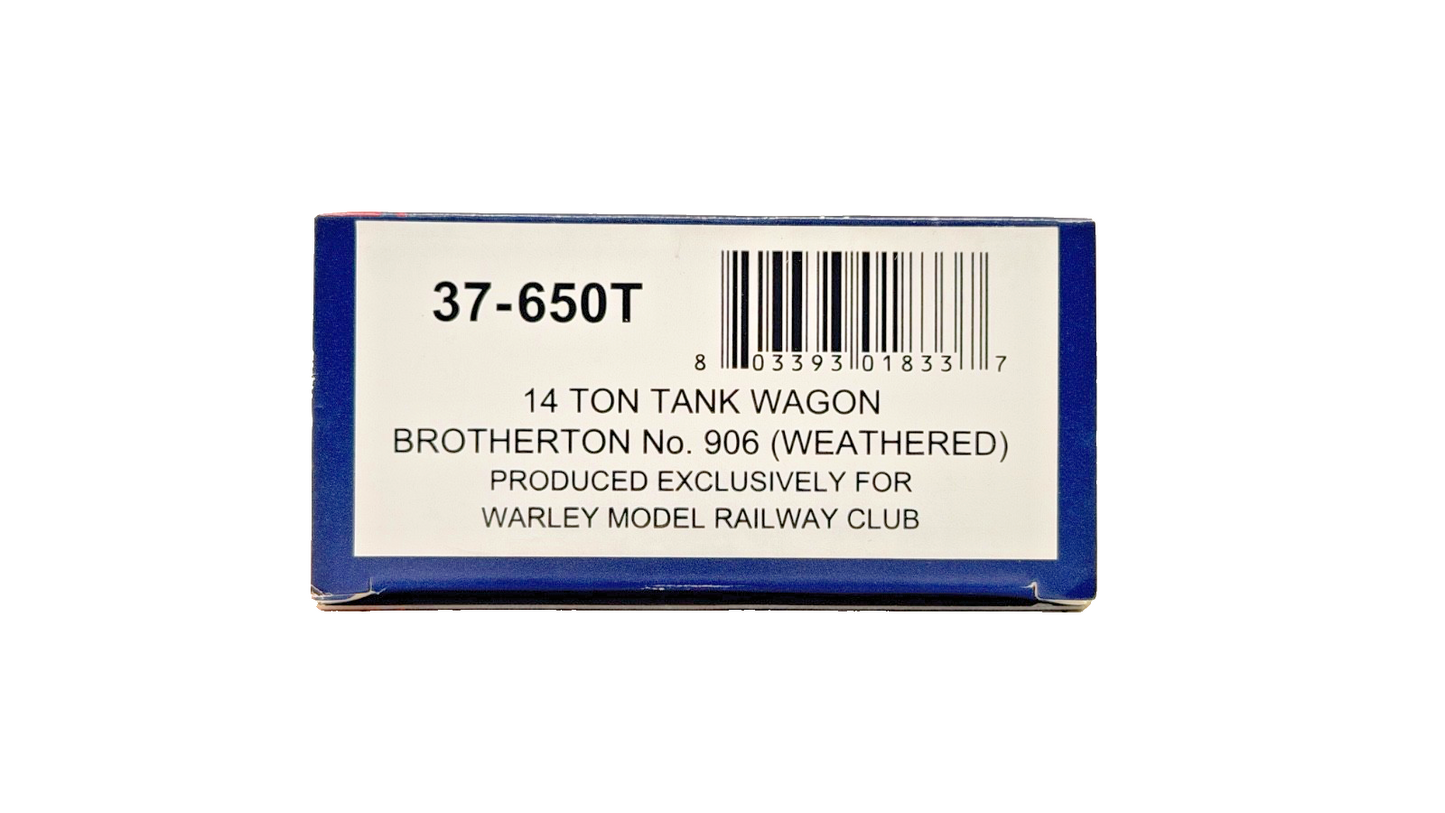 37-650T
8 03393 01833 7
14 TON TANK WAGON
BROTHERTON No. 906 (WEATHERED)
PRODUCED EXCLUSIVELY FOR
WARLEY MODEL RAILWAY CLUB